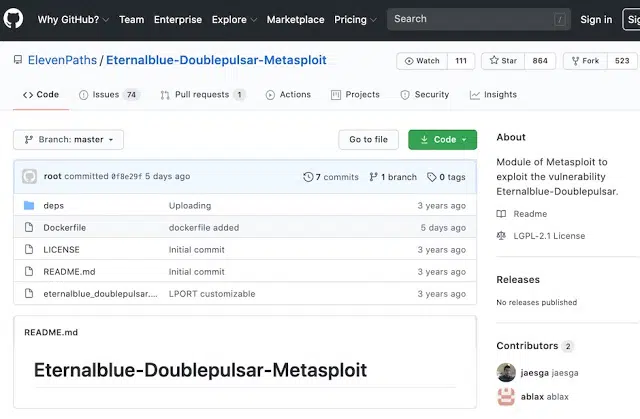 Why GitHub? Team Enterprise Explore Marketplace Pricing Search / Sign in
ElevenPaths / Eternalblue-Doublepulsar-Metasploit Watch 111 Star 864 Fork 523
Code Issues 74 Pull requests 1 Actions Projects Security Insights
Branch: master Go to file Code
root committed 0f8e29f 5 days ago 7 commits 1 branch 0 tags
deps Uploading 3 years ago
Dockerfile dockerfile added 5 days ago
LICENSE Initial commit 3 years ago
README.md Initial commit 3 years ago
eternalblue_doublepulsar.... LPORT customizable 3 years ago
README.md
Eternalblue-Doublepulsar-Metasploit
About
Module of Metasploit to
exploit the vulnerability
Eternalblue-Doublepulsar.
Readme
LGPL-2.1 License
Releases
No releases published
Contributors 2
jaesga jaesga
ablax ablax